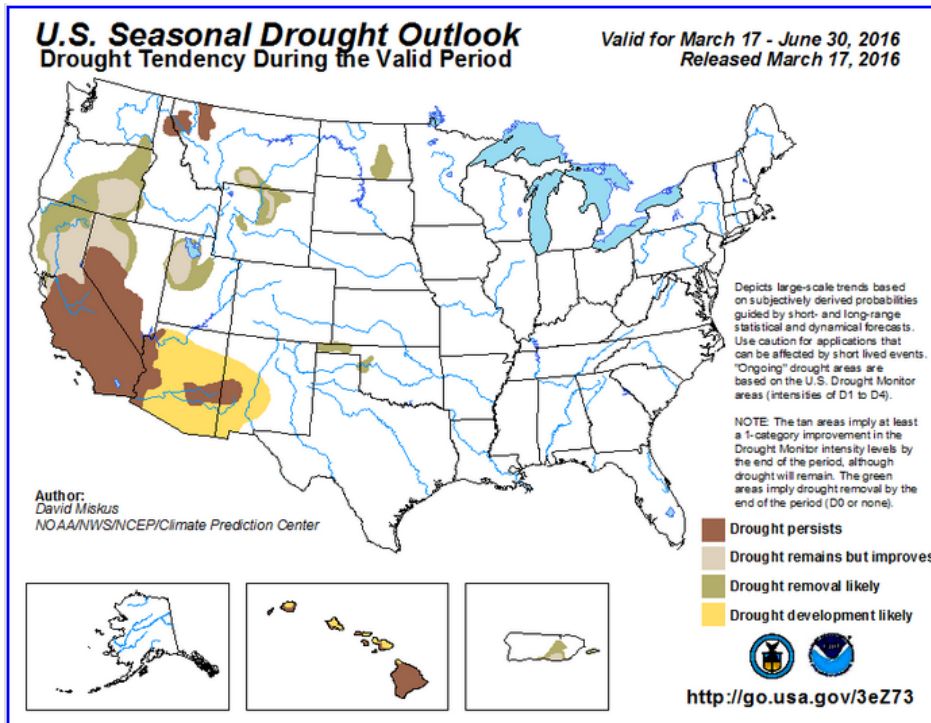 U.S. Seasonal Drought Outlook
Drought Tendency During the Valid Period
Valid for March 17 - June 30, 2016
Released March 17, 2016
Depicts large-scale trends based
on subjectively derived probabilities
guided by short- and long-range
statistical and dynamical forecasts.
Use caution for applications that
can be affected by short lived events.
"Ongoing" drought areas are
based on the U.S. Drought Monitor
areas (intensities of D1 to D4).
NOTE: The tan areas imply at least
a 1-category improvement in the
Drought Monitor intensity levels by
the end of the period, although
drought will remain. The green
areas imply drought removal by the
end of the period (D0 or none).
Author:
David Miskus
NOAA/NWS/NCEP/Climate Prediction Center
Drought persists
Drought remains but improves
Drought removal likely
Drought development likely
http://go.usa.gov/3eZ73